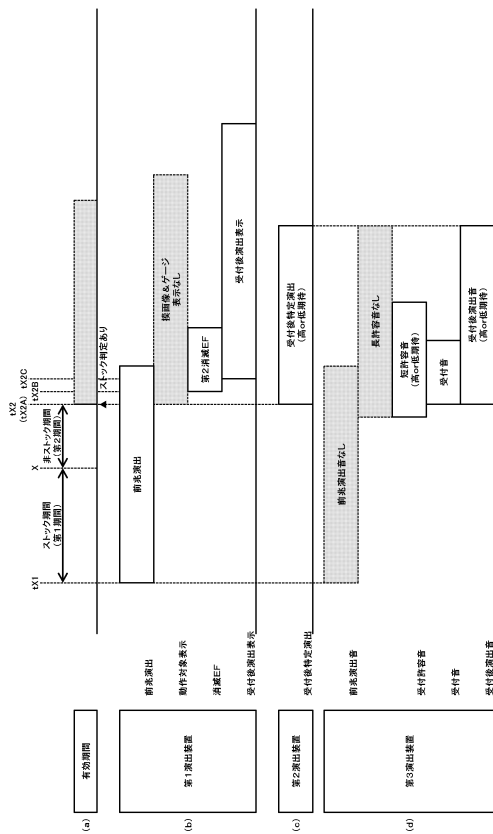 tX1
X
tX2
(tX2A)
tX2B
tX2C
ストック期間
(第1期間)
非ストック期間
(第2期間)
ストック判定あり
(a)
有効期間
(b)
第1演出装置
前兆演出
前兆演出
動作対象表示
操画像&ゲージ
表示なし
消滅EF
第2消滅EF
受付後演出表示
受付後演出表示
(c)
第2演出装置
受付後特定演出
受付後特定演出
(高or低期待)
(d)
第3演出装置
前兆演出音
前兆演出音なし
長許容音なし
受付許容音
短許容音
(高or低期待)
受付音
受付音
受付後演出音
受付後演出音
(高or低期待)